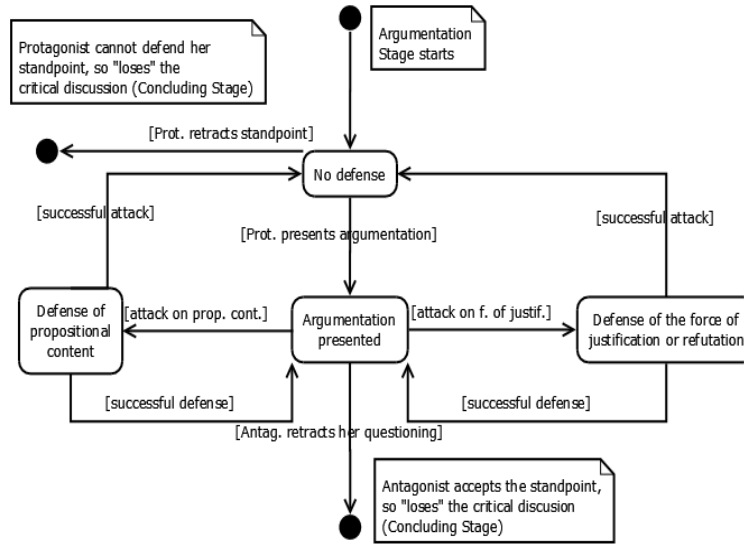 Protagonist cannot defend her
standpoint, so "loses" the
critical discussion (Concluding Stage)
Argumentation
Stage starts
[Prot. retracts standpoint]
No defense
[successful attack]
[successful attack]
[Prot. presents argumentation]
Defense of
propositional
content
[attack on prop. cont.]
Argumentation
presented
[attack on f. of justif.]
Defense of the force of
justification or refutation
[successful defense]
[successful defense]
[Antag. retracts her questioning]
Antagonist accepts the standpoint,
so "loses" the critical discusion
(Concluding Stage)